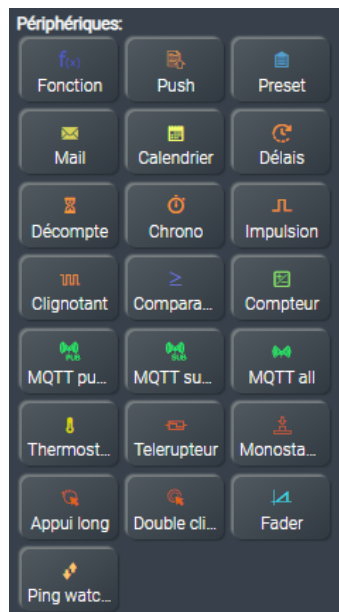 Périphériques:
f(x)
Fonction Push Preset
Mail Calendrier Délais
Décompte Chrono Impulsion
Clignotant Compara... Compteur
PUB SUB
MQTT pu... MQTT su... MQTT all
Thermost... Telerupteur Monosta...
Appui long Double cli... Fader
Ping watc...